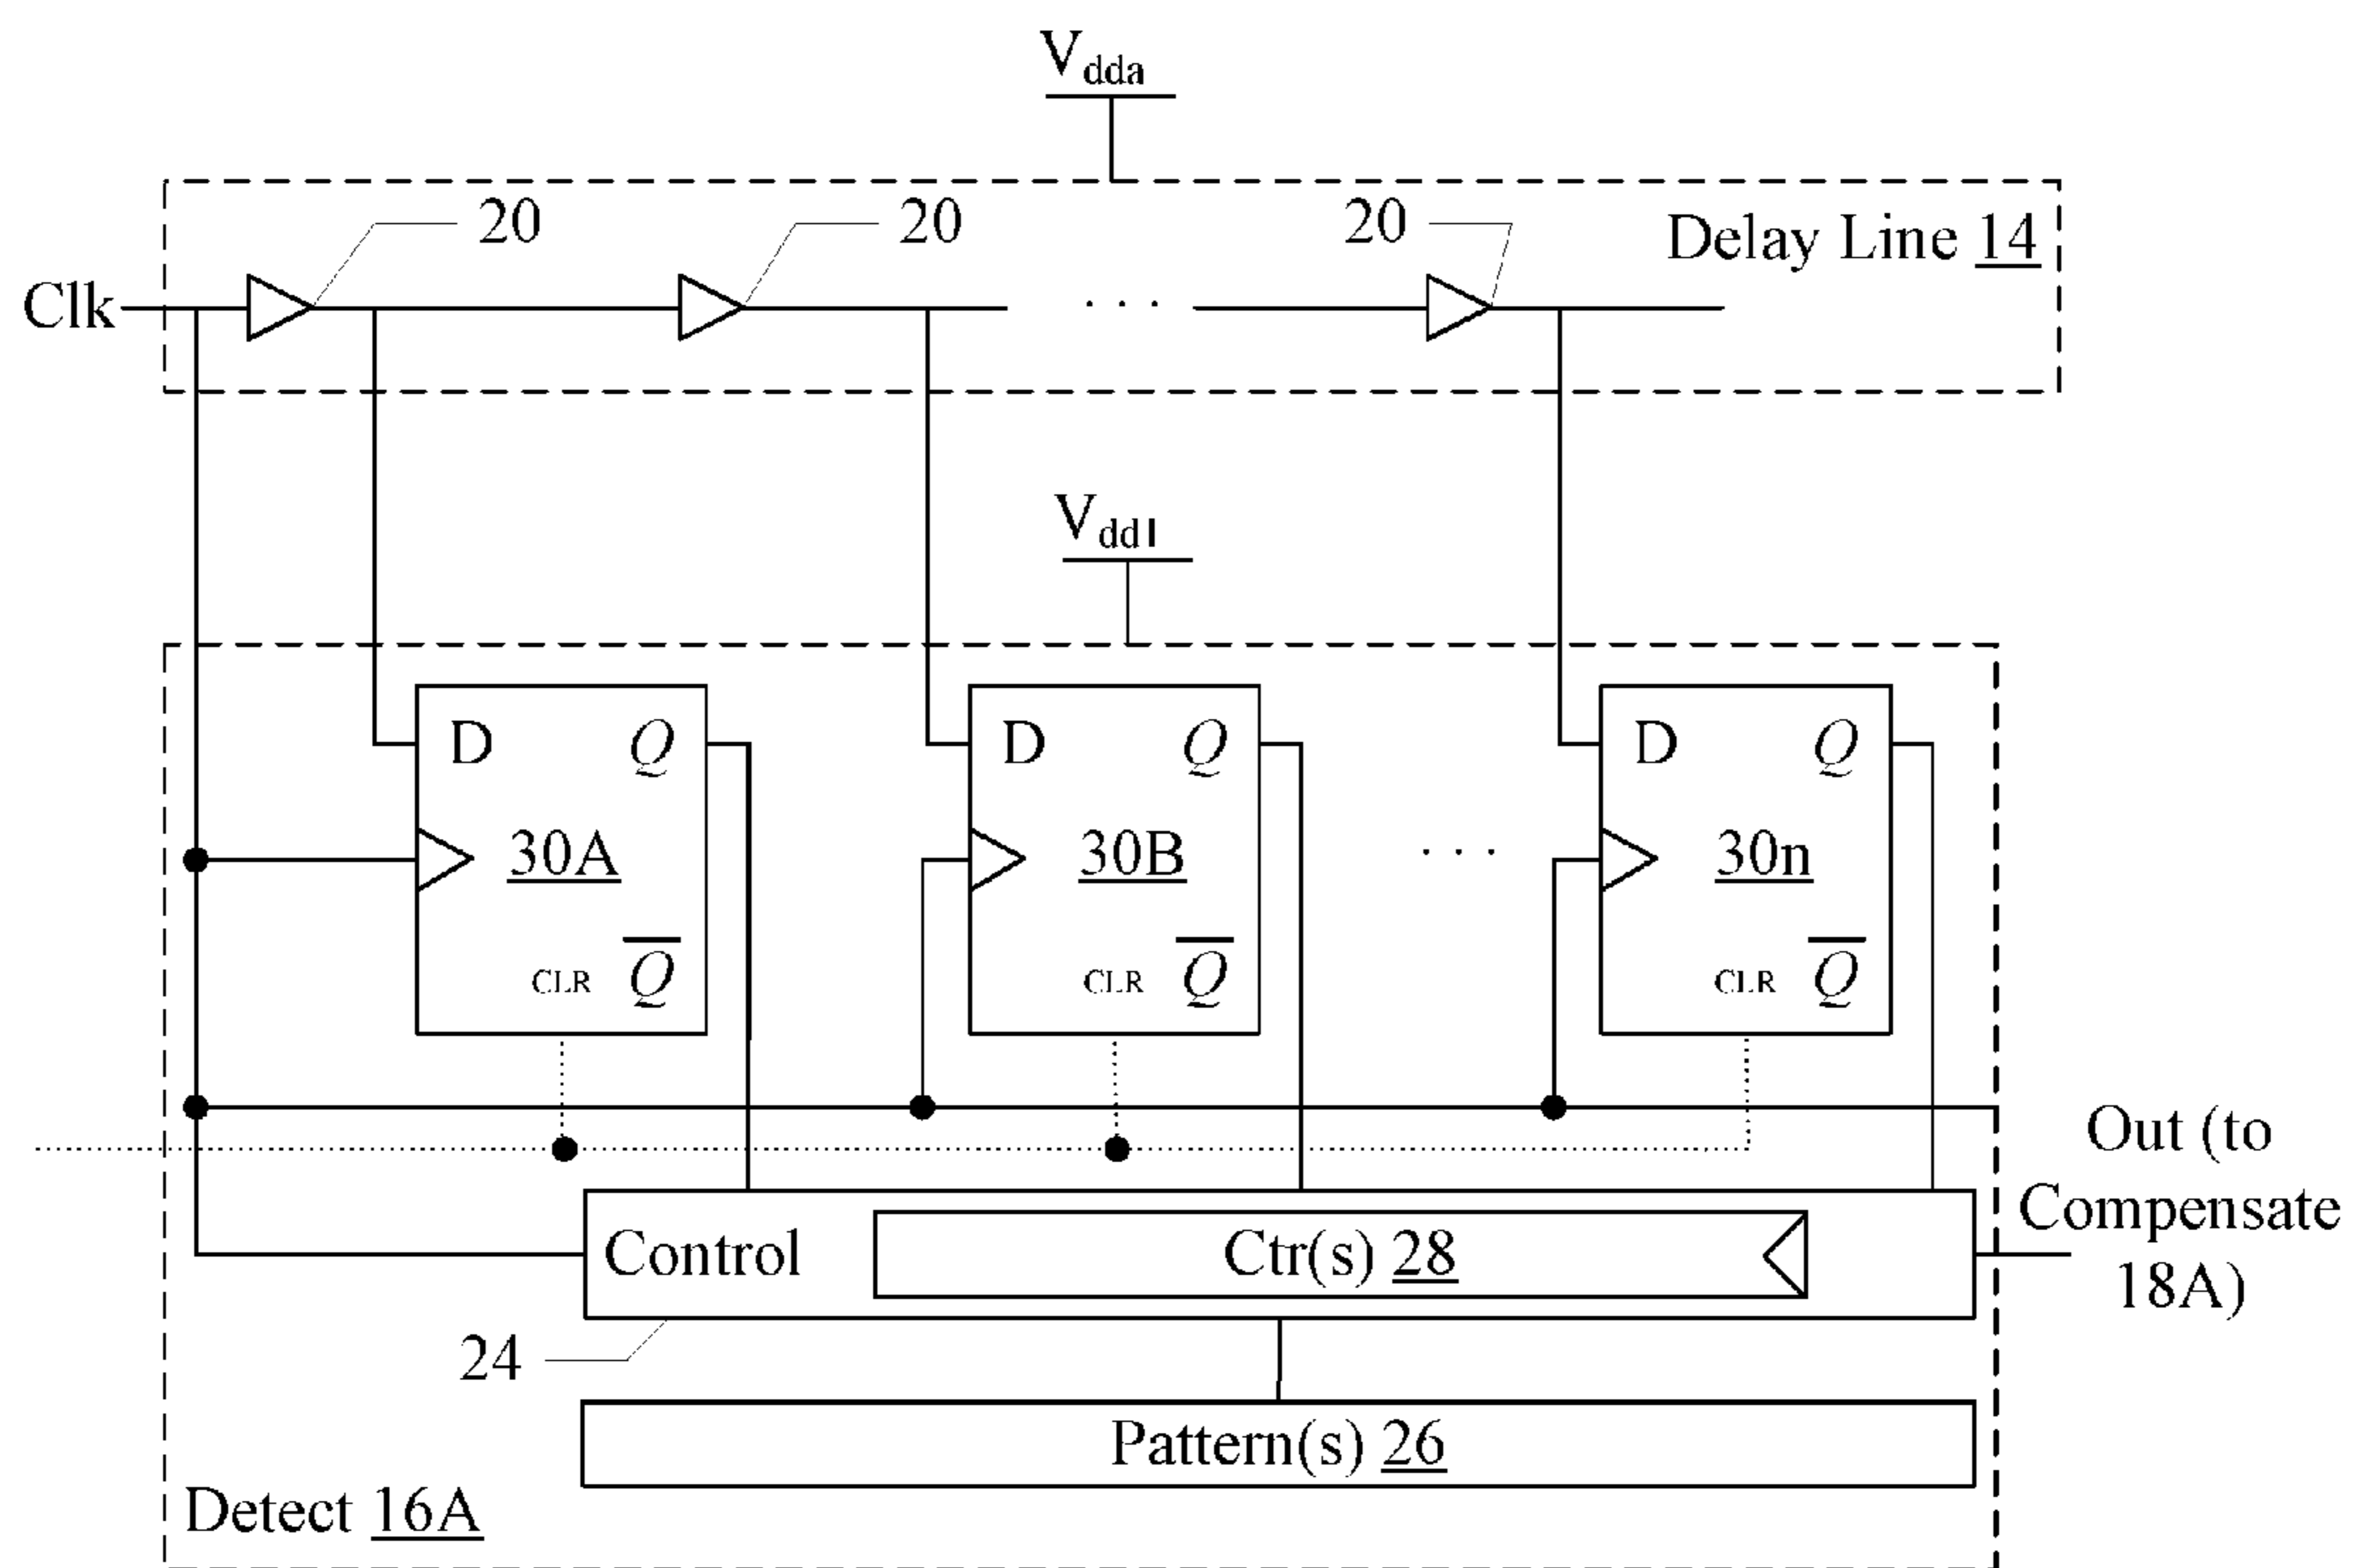 Vdda
20 20 20 Delay Line 14
Clk
. . .
Vddl
D Q D Q D Q
30A 30B . . . 30n
CLR Q CLR Q CLR Q
Out (to
Compensate
18A)
Control Ctr(s) 28
24
Pattern(s) 26
Detect 16A